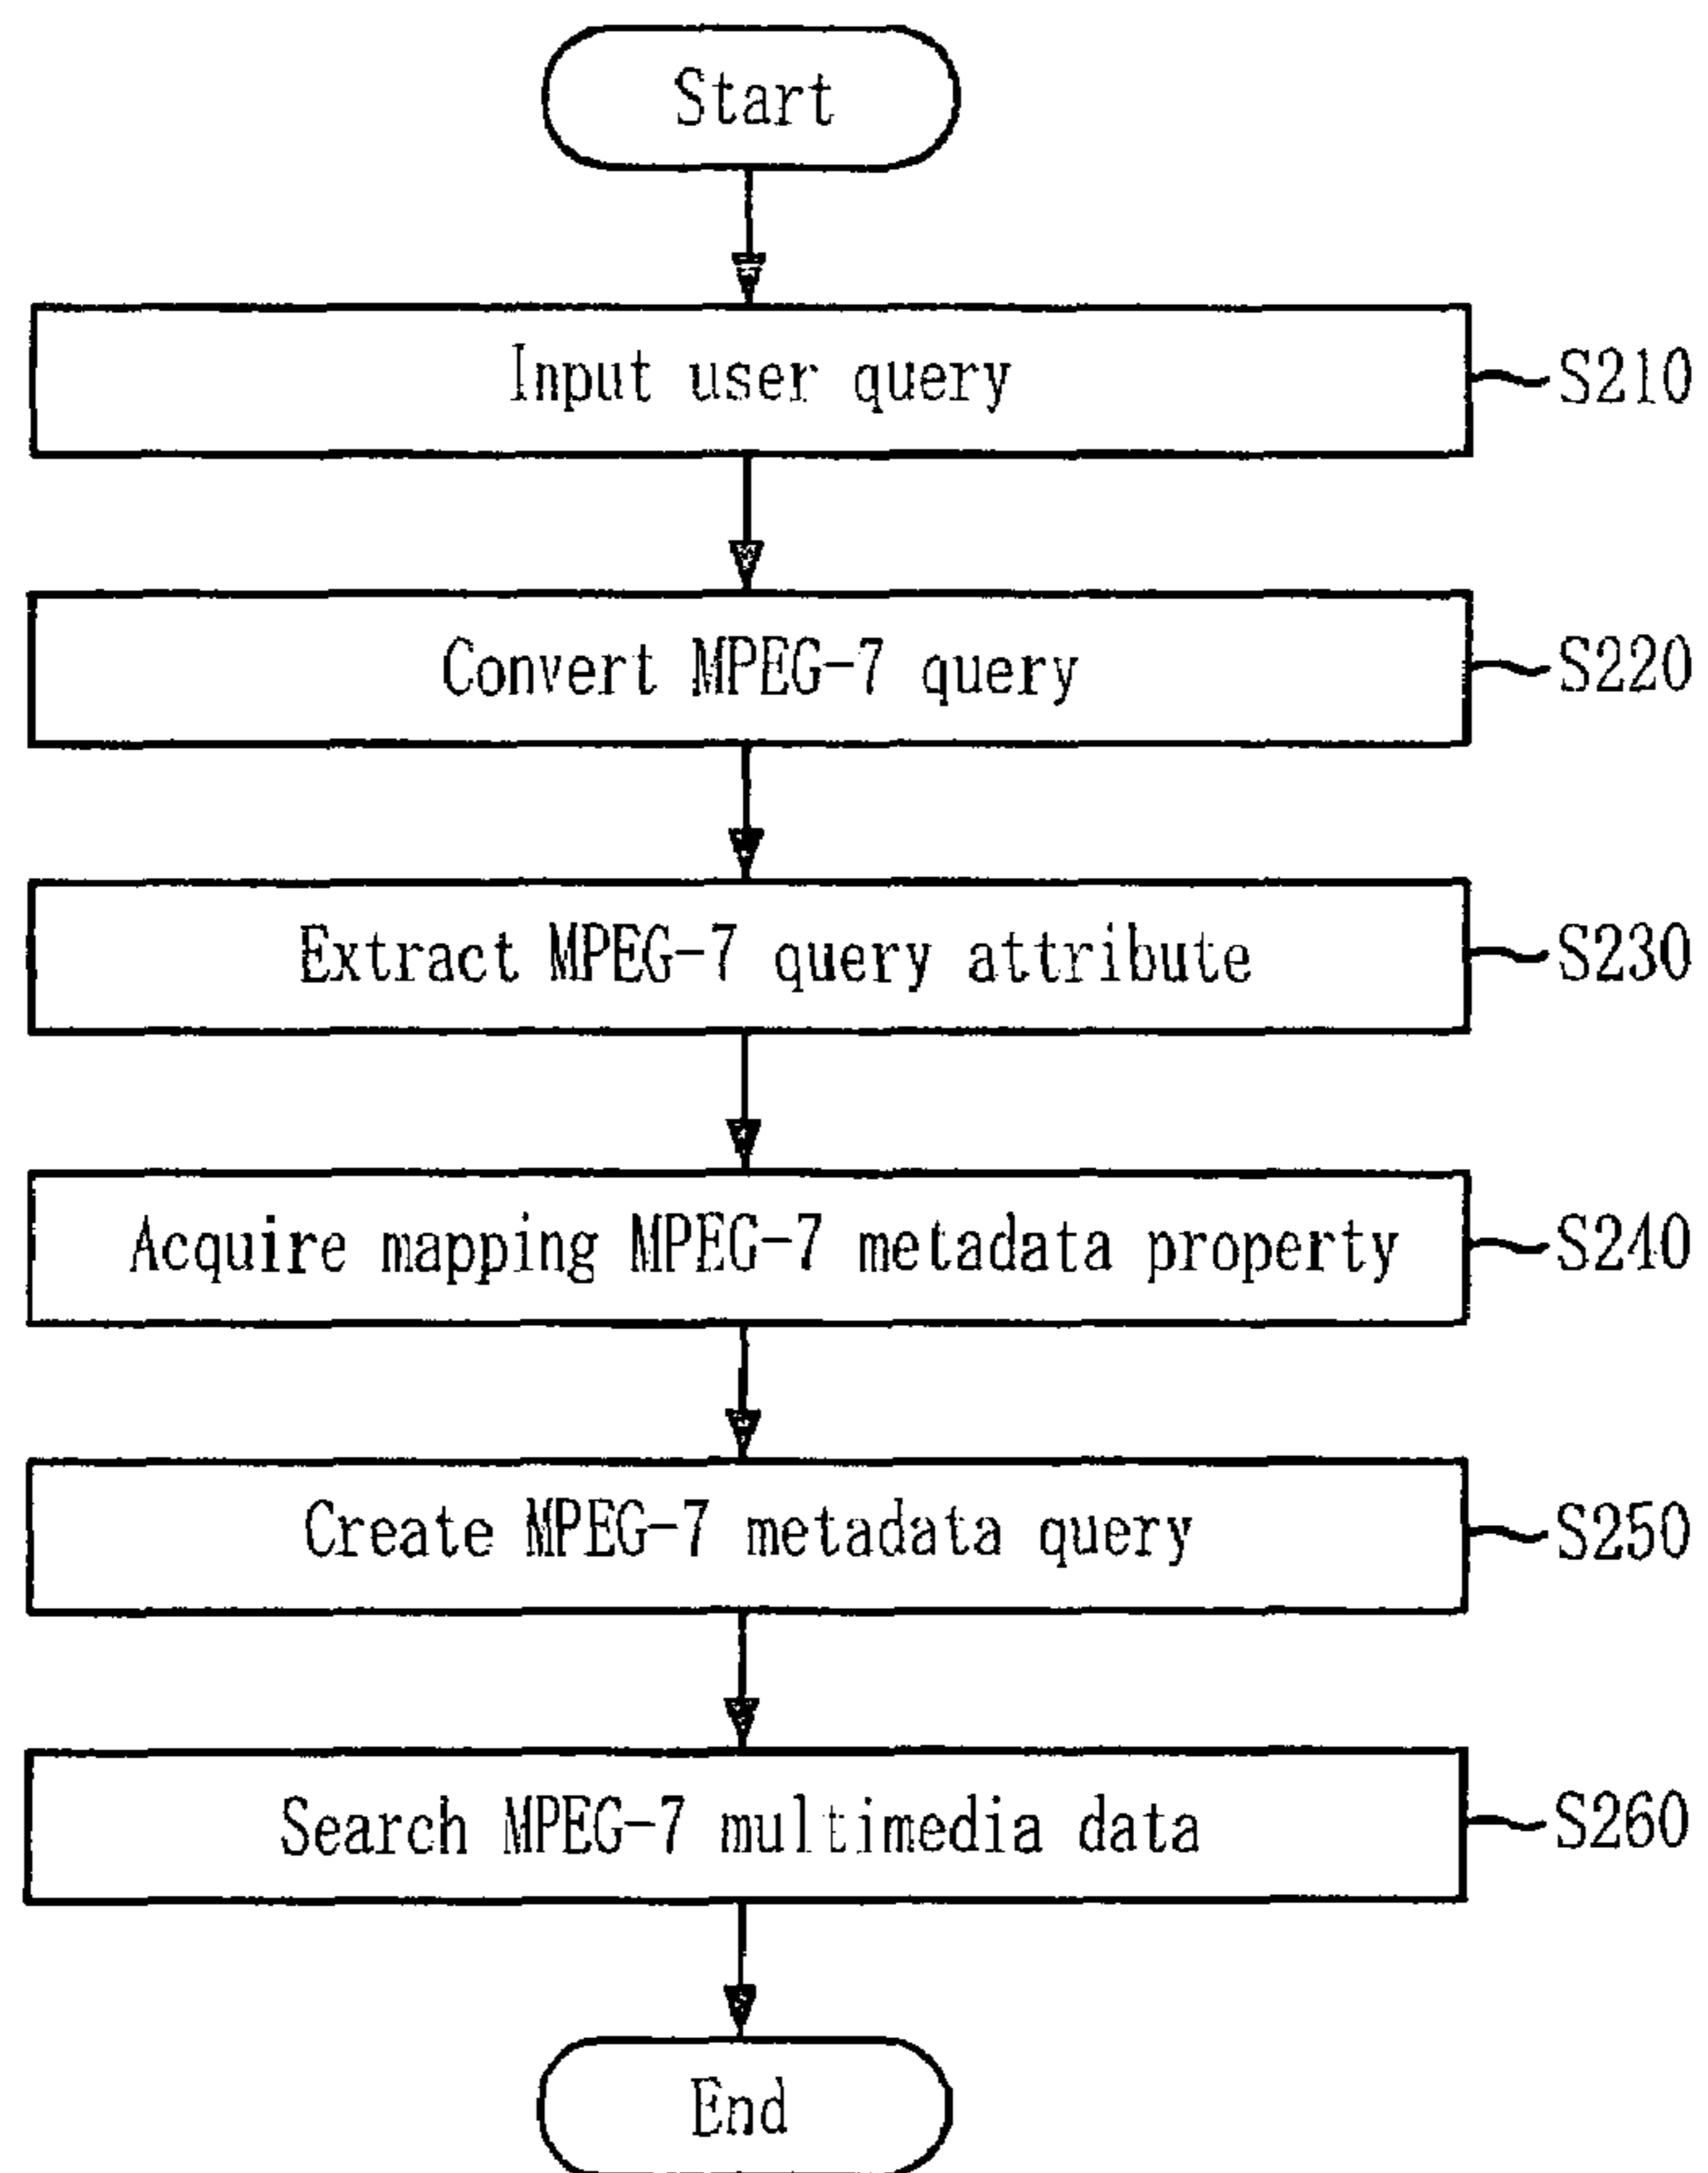 Start
Input user query
S210
Convert MPEG-7 query
S220
Extract MPEG-7 query attribute
S230
Acquire mapping MPEG-7 metadata property
S240
Create MPEG-7 metadata query
S250
Search MPEG-7 multimedia data
S260
End